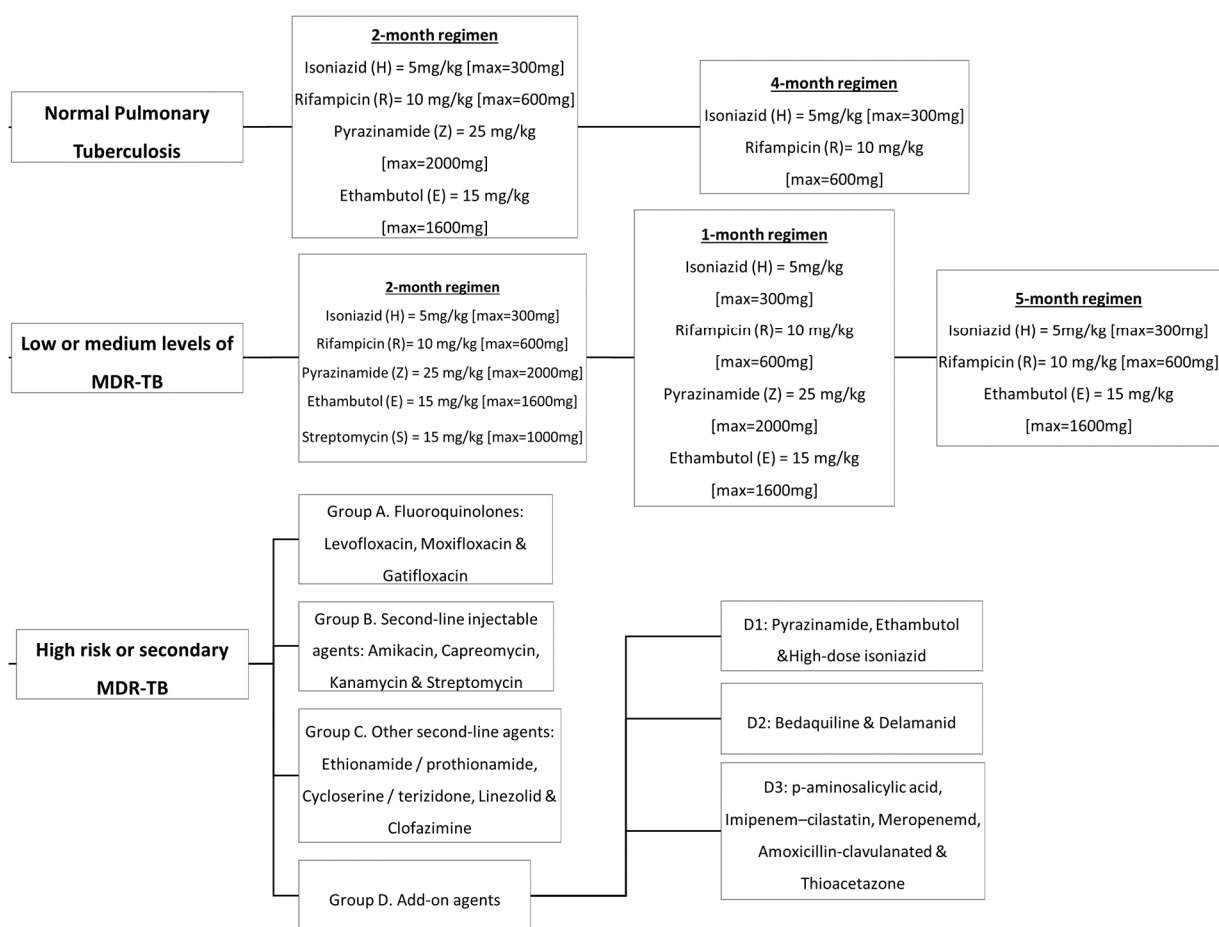 Normal Pulmonary
Tuberculosis
2-month regimen
Isoniazid (H) = 5mg/kg [max=300mg]
Rifampicin (R)= 10 mg/kg [max=600mg]
Pyrazinamide (Z) = 25 mg/kg
[max=2000mg]
Ethambutol (E) = 15 mg/kg
[max=1600mg]
4-month regimen
Isoniazid (H) = 5mg/kg [max=300mg]
Rifampicin (R)= 10 mg/kg
[max=600mg]
Low or medium levels of
MDR-TB
2-month regimen
Isoniazid (H) = 5mg/kg [max=300mg]
Rifampicin (R)= 10 mg/kg [max=600mg]
Pyrazinamide (Z) = 25 mg/kg [max=2000mg]
Ethambutol (E) = 15 mg/kg [max=1600mg]
Streptomycin (S) = 15 mg/kg [max=1000mg]
1-month regimen
Isoniazid (H) = 5mg/kg
[max=300mg]
Rifampicin (R)= 10 mg/kg
[max=600mg]
Pyrazinamide (Z) = 25 mg/kg
[max=2000mg]
Ethambutol (E) = 15 mg/kg
[max=1600mg]
5-month regimen
Isoniazid (H) = 5mg/kg [max=300mg]
Rifampicin (R)= 10 mg/kg [max=600mg]
Ethambutol (E) = 15 mg/kg
[max=1600mg]
High risk or secondary
MDR-TB
Group A. Fluoroquinolones:
Levofloxacin, Moxifloxacin &
Gatifloxacin
Group B. Second-line injectable
agents: Amikacin, Capreomycin,
Kanamycin & Streptomycin
Group C. Other second-line agents:
Ethionamide / prothionamide,
Cycloserine / terizidone, Linezolid &
Clofazimine
Group D. Add-on agents
D1: Pyrazinamide, Ethambutol
&High-dose isoniazid
D2: Bedaquiline & Delamanid
D3: p-aminosalicylic acid,
Imipenem–cilastatin, Meropenemd,
Amoxicillin-clavulanated &
Thioacetazone